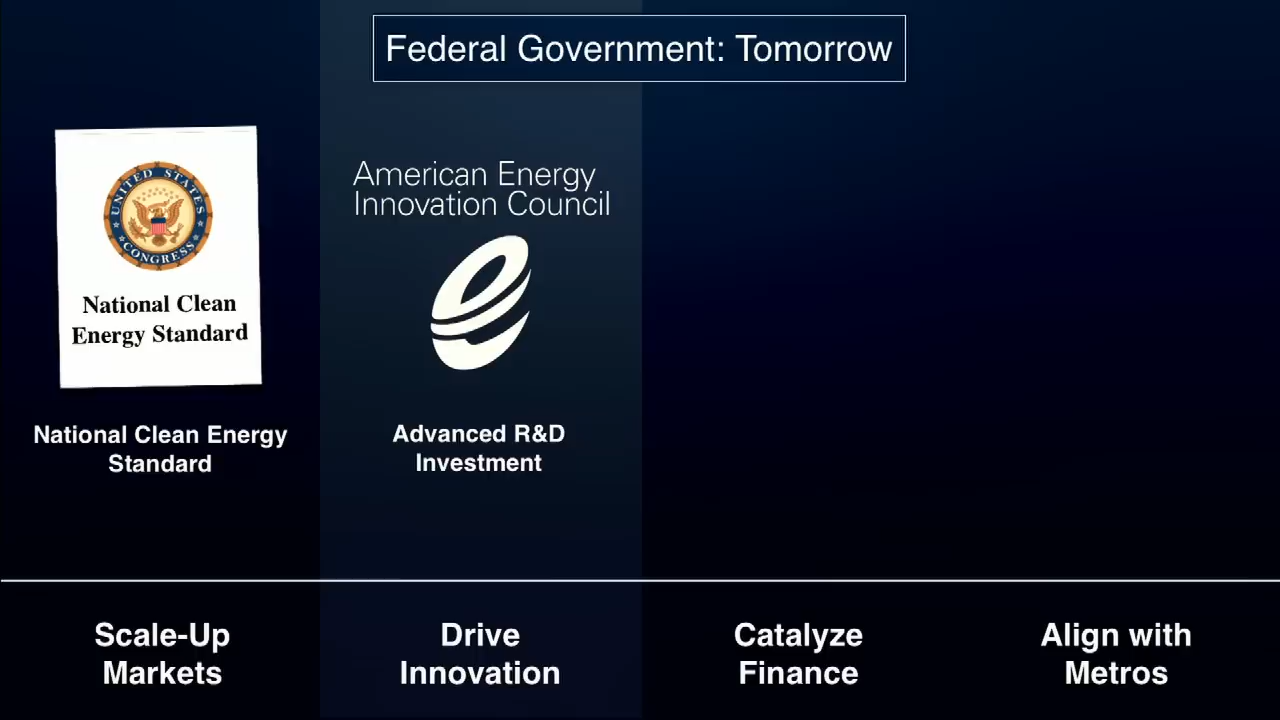 Federal Government: Tomorrow
UNITED STATES
CONGRESS
National Clean
Energy Standard
National Clean Energy
Standard
American Energy
Innovation Council
Advanced R&D
Investment
Scale-Up
Markets
Drive
Innovation
Catalyze
Finance
Align with
Metros